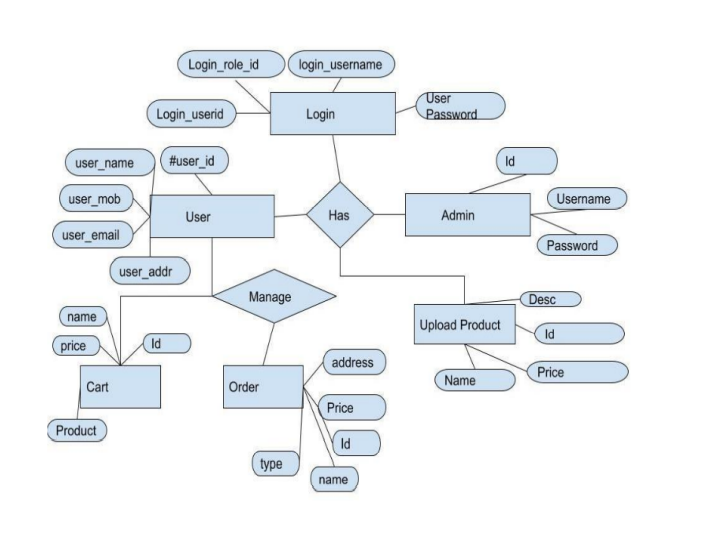 Login_role_id
login_username
Login_userid
Login
User
Password
user_name
#user_id
Id
user_mob
User
Has
Admin
Username
user_email
Password
user_addr
Manage
Desc
name
Upload Product
Id
price
Id
address
Cart
Order
Name
Price
Price
Product
Id
type
name